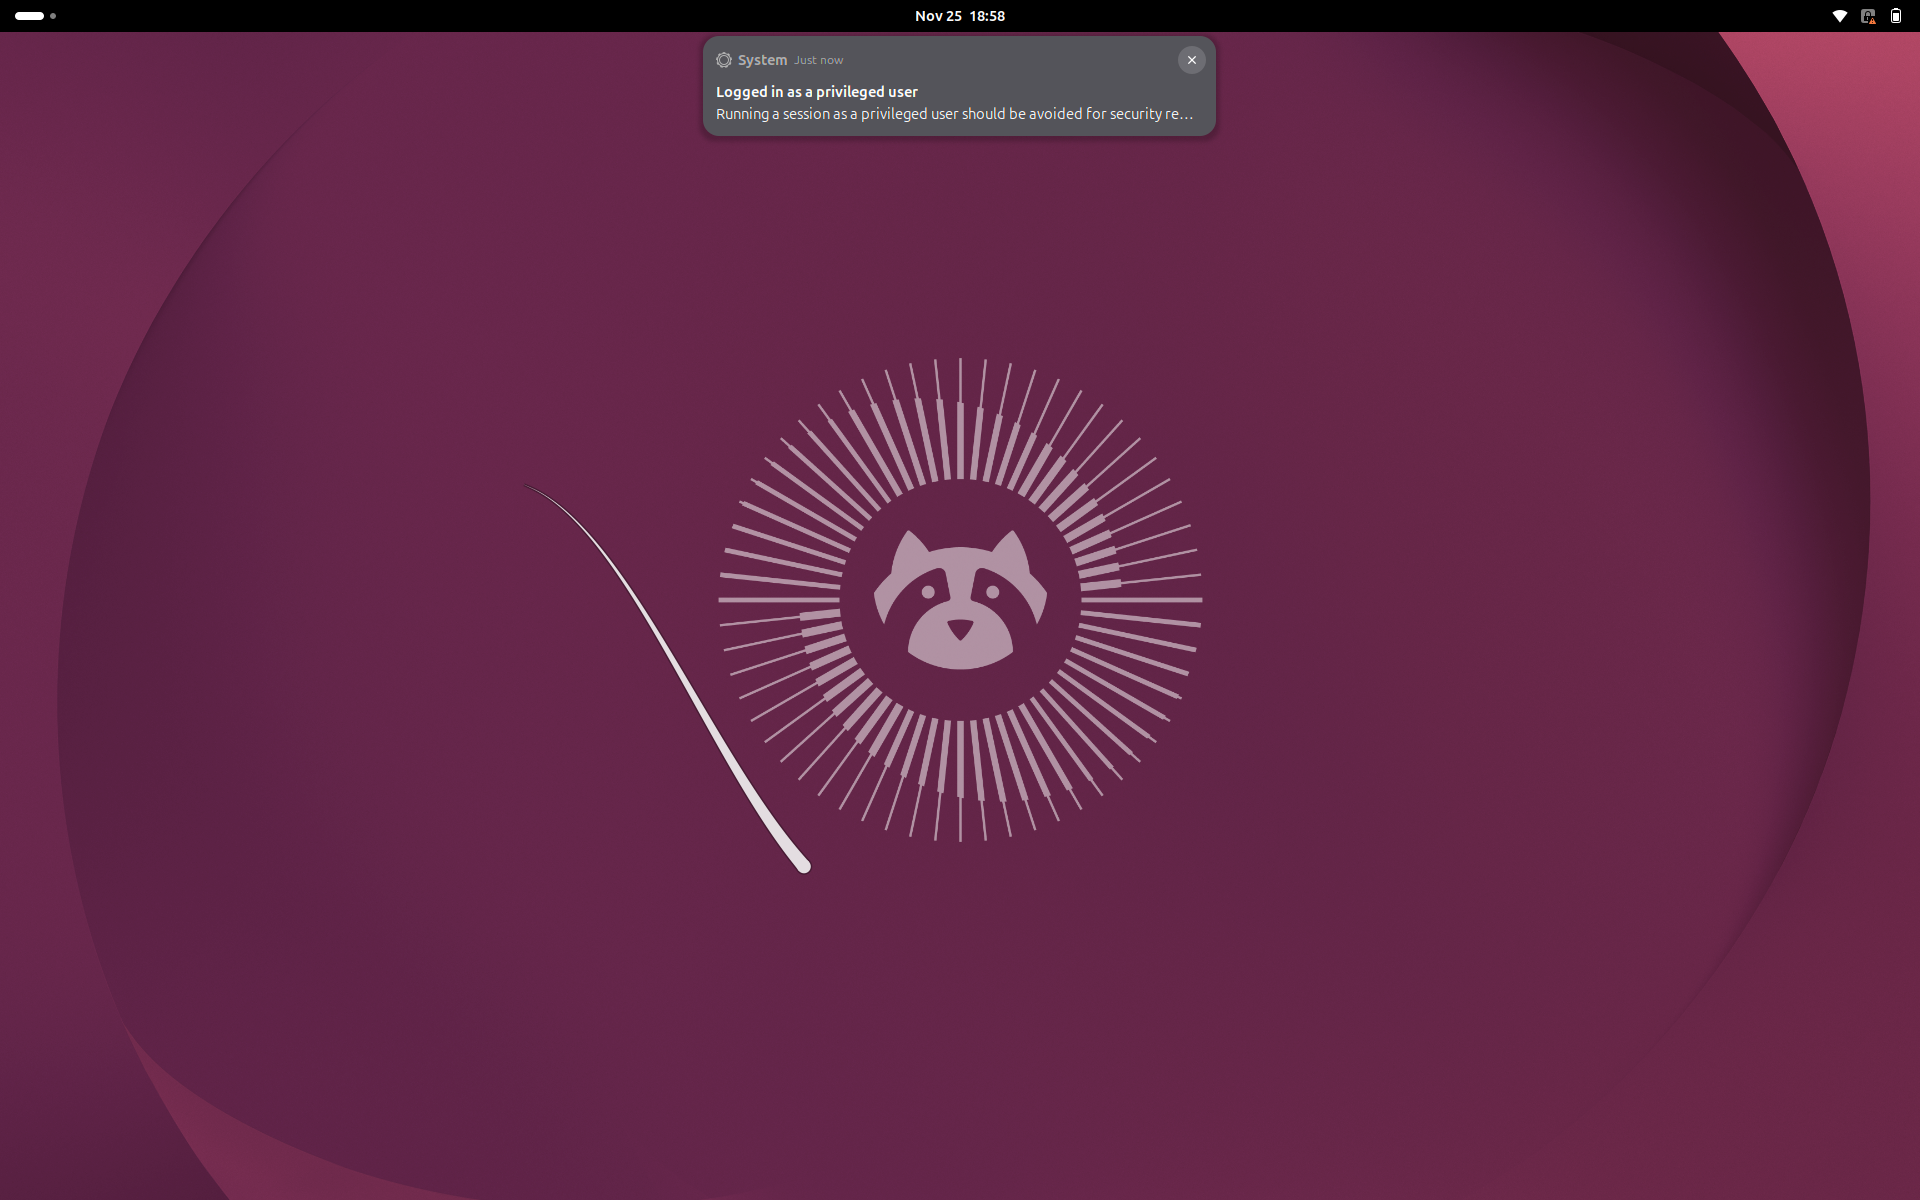 Nov 25 18:58
System Just now
Logged in as a privileged user
Running a session as a privileged user should be avoided for security re…